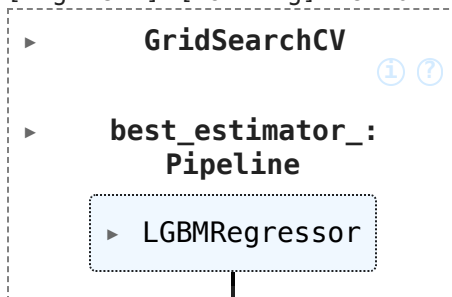 ▸ GridSearchCV
i ?
▸ best_estimator_:
Pipeline
▸ LGBMRegressor